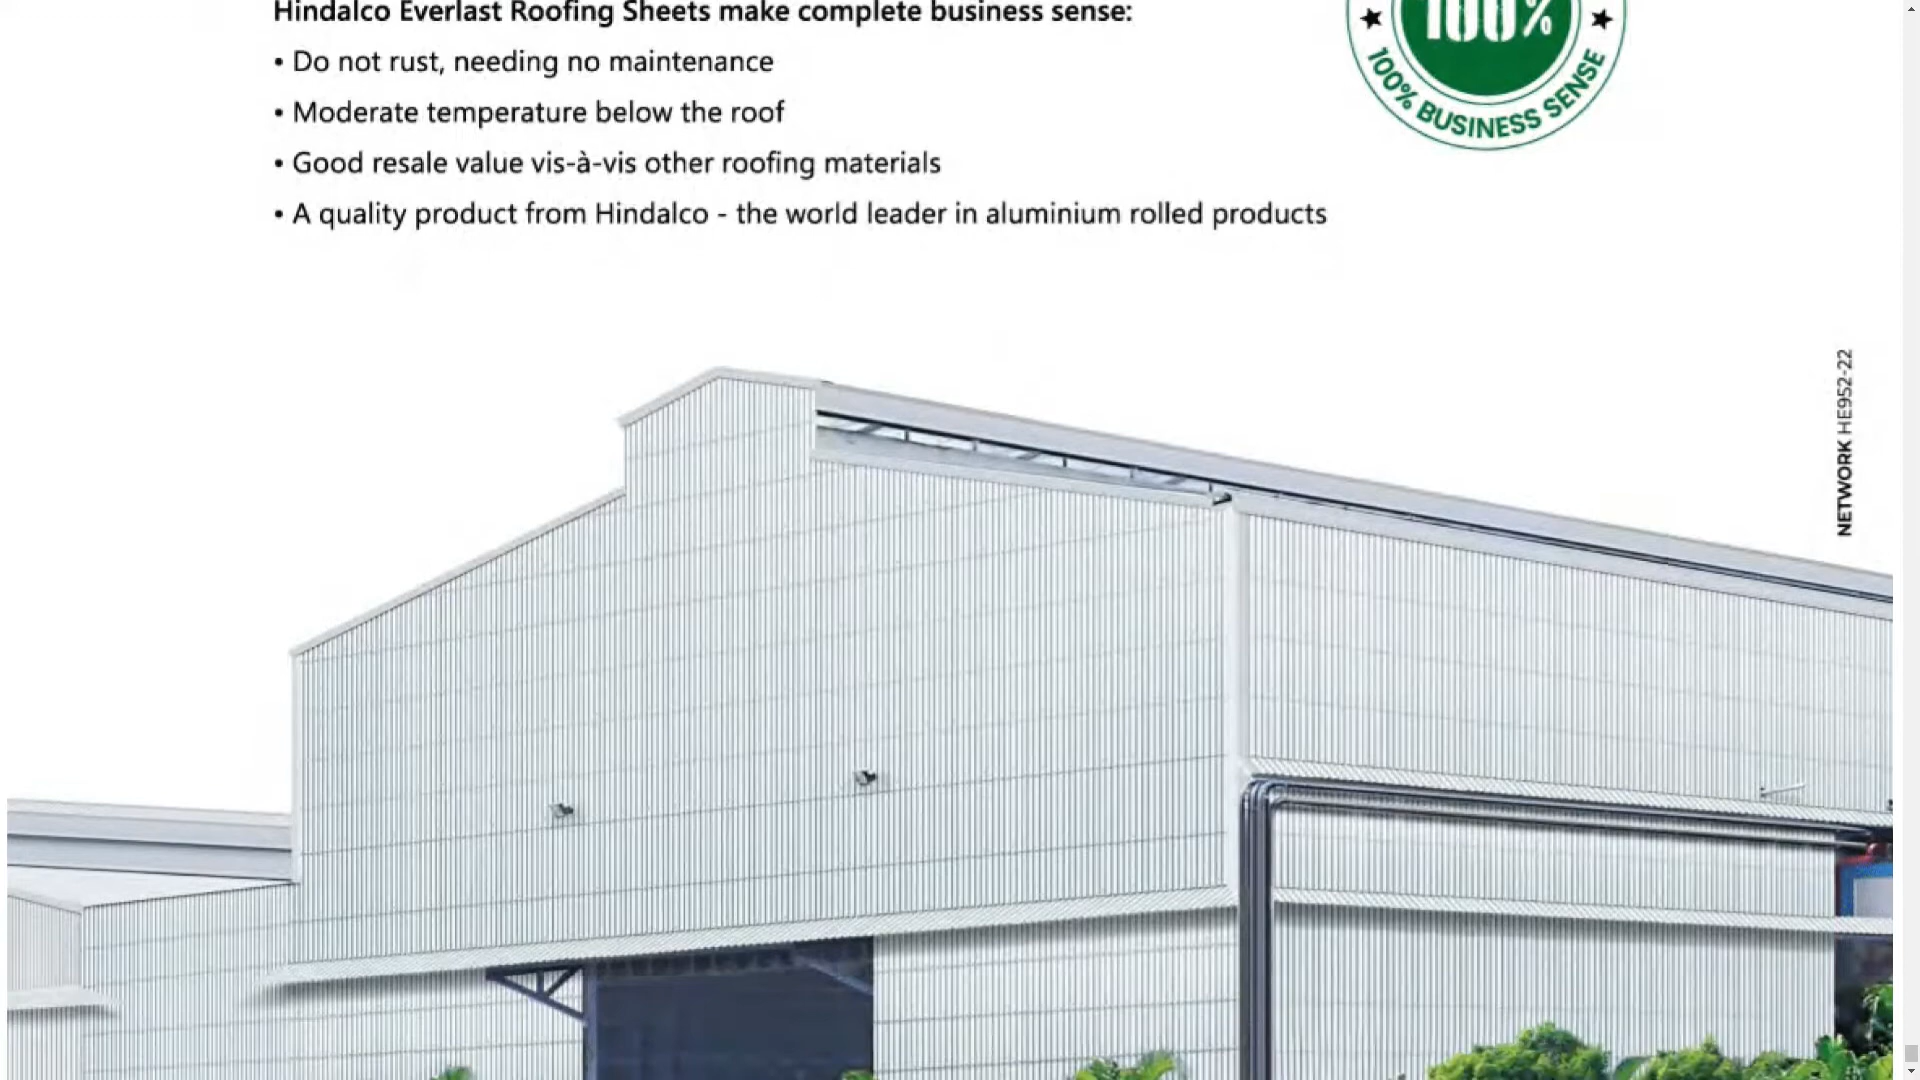 Hindalco Everlast Roofing Sheets make complete business sense:
• Do not rust, needing no maintenance
• Moderate temperature below the roof
• Good resale value vis-à-vis other roofing materials
• A quality product from Hindalco - the world leader in aluminium rolled products
100%
100% BUSINESS SENSE
NETWORK HE952-22